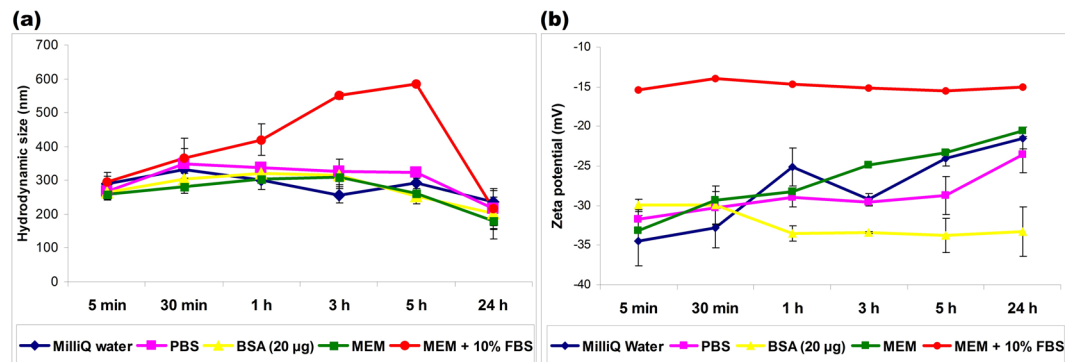 (a)
700
600
500
400
300
200
100
0
Hydrodynamic size (nm)
5 min 30 min 1 h 3 h 5 h 24 h
MilliQ water PBS BSA (20 µg) MEM MEM + 10% FBS
(b)
-10
-15
-20
-25
-30
-35
-40
Zeta potential (mV)
5 min 30 min 1 h 3 h 5 h 24 h
MilliQ Water PBS BSA (20 µg) MEM MEM + 10% FBS